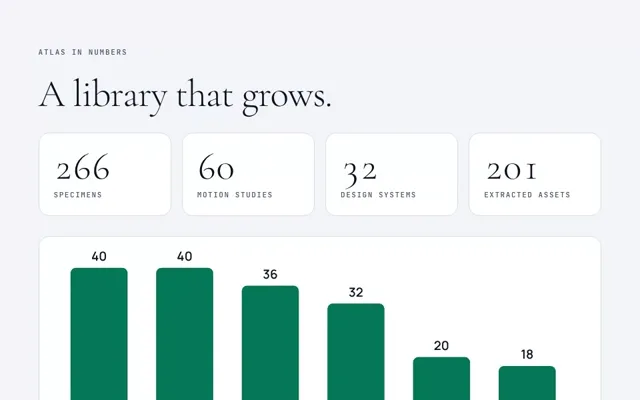 ATLAS IN NUMBERS
A library that grows.
266
SPECIMENS
60
MOTION STUDIES
32
DESIGN SYSTEMS
201
EXTRACTED ASSETS
40
40
36
32
20
18